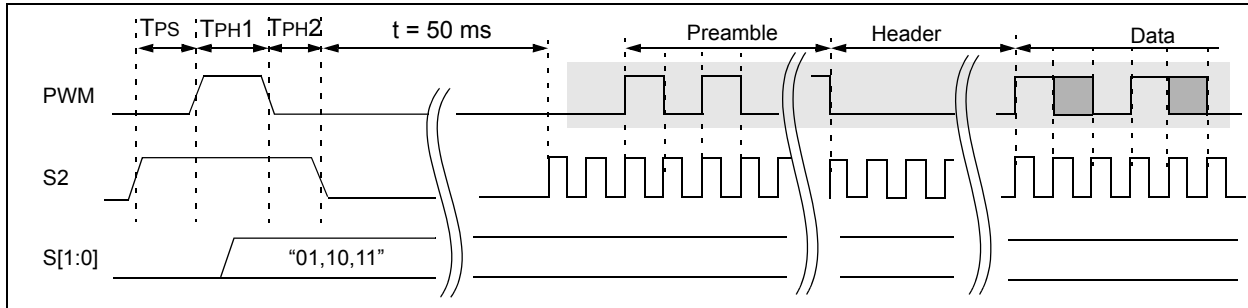 TPS TPH1 TPH2 t = 50 ms Preamble Header Data
PWM
S2
S[1:0] “01,10,11”